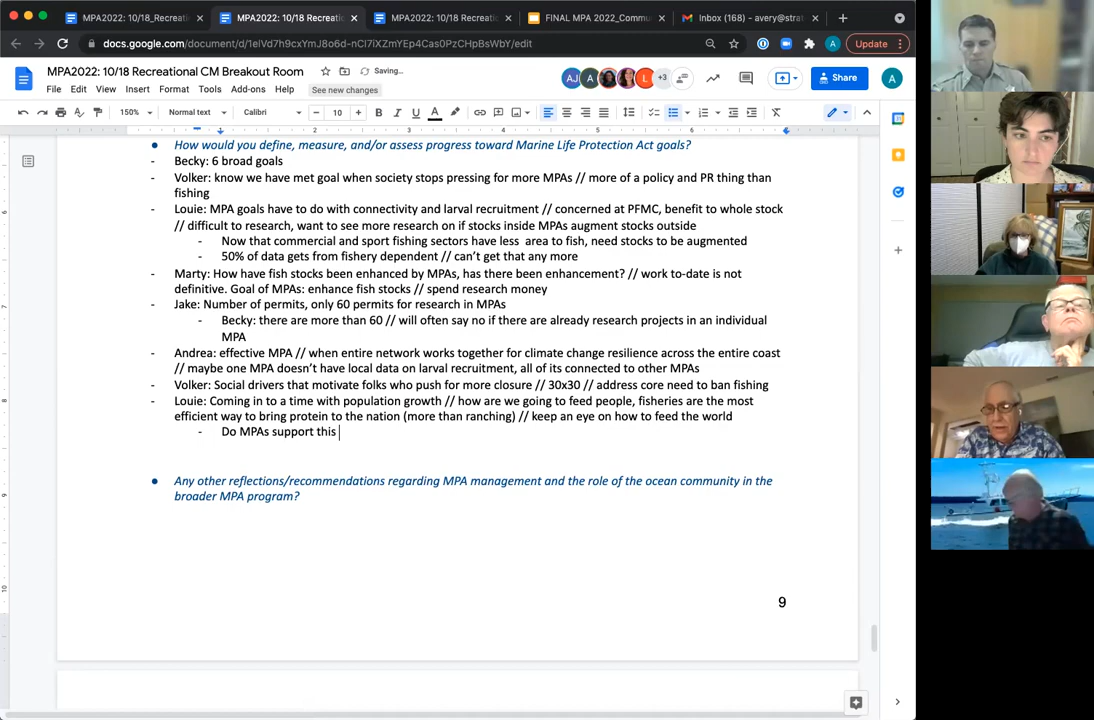 MPA2022: 10/18_Recreati
MPA2022: 10/18 Recreatio
MPA2022: 10/18 Recreatio
FINAL MPA 2022_Commu
Inbox (168) – avery@strat
docs.google.com/document/d/1elVd7h9cxYmJ8o6d-nCI7iXZmYEp4Cas0PzCHpBsWbY/edit
A
Update
MPA2022: 10/18 Recreational CM Breakout Room
Saving...
AJ
A
L
+3
Share
A
File Edit View Insert Format Tools Add-ons Help
See new changes
150%
Normal text
Calibri
10
B I U A
2 3 4 5 6
How would you define, measure, and/or assess progress toward Marine Life Protection Act goals?
- Becky: 6 broad goals
- Volker: know we have met goal when society stops pressing for more MPAs // more of a policy and PR thing than
fishing
- Louie: MPA goals have to do with connectivity and larval recruitment // concerned at PFMC, benefit to whole stock
// difficult to research, want to see more research on if stocks inside MPAs augment stocks outside
- Now that commercial and sport fishing sectors have less area to fish, need stocks to be augmented
- 50% of data gets from fishery dependent // can't get that any more
- Marty: How have fish stocks been enhanced by MPAs, has there been enhancement? // work to-date is not
definitive. Goal of MPAs: enhance fish stocks // spend research money
- Jake: Number of permits, only 60 permits for research in MPAs
- Becky: there are more than 60 // will often say no if there are already research projects in an individual
MPA
- Andrea: effective MPA // when entire network works together for climate change resilience across the entire coast
// maybe one MPA doesn't have local data on larval recruitment, all of its connected to other MPAs
- Volker: Social drivers that motivate folks who push for more closure // 30x30 // address core need to ban fishing
- Louie: Coming in to a time with population growth // how are we going to feed people, fisheries are the most
efficient way to bring protein to the nation (more than ranching) // keep an eye on how to feed the world
- Do MPAs support this
Any other reflections/recommendations regarding MPA management and the role of the ocean community in the
broader MPA program?
9